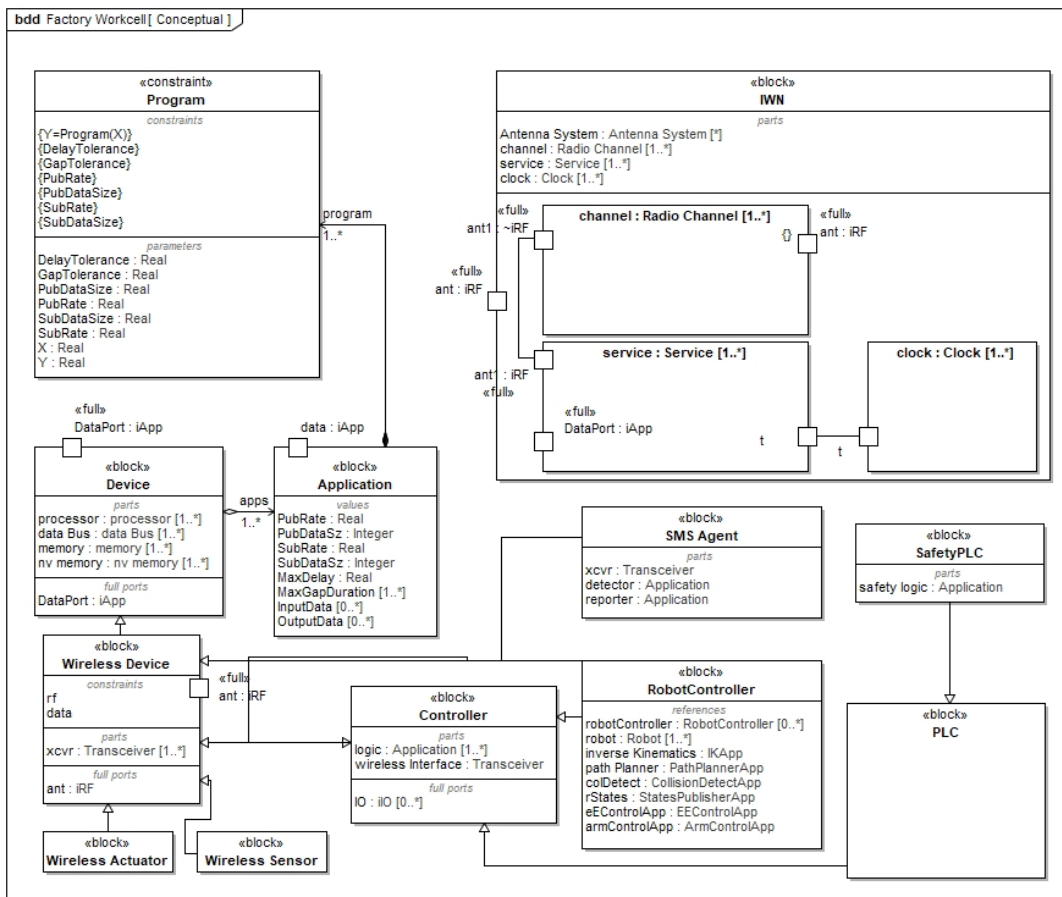 bdd Factory Workcell[ Conceptual ]
«constraint»
Program
constraints
{Y=Program(X)}
{DelayTolerance}
{GapTolerance}
{PubRate}
{PubDataSize}
{SubRate}
{SubDataSize}
parameters
DelayTolerance : Real
GapTolerance : Real
PubDataSize : Real
PubRate : Real
SubDataSize : Real
SubRate : Real
X : Real
Y : Real
program
1..*
«block»
IWN
parts
Antenna System : Antenna System [*]
channel : Radio Channel [1..*]
service : Service [1..*]
clock : Clock [1..*]
«full»
ant1 : ~iRF
channel : Radio Channel [1..*]
{}
«full»
ant : iRF
«full»
ant : iRF
service : Service [1..*]
ant1 : iRF
«full»
«full»
DataPort : iApp
t
t
clock : Clock [1..*]
«full»
DataPort : iApp
«block»
Device
parts
processor : processor [1..*]
data Bus : data Bus [1..*]
memory : memory [1..*]
nv memory : nv memory [1..*]
full ports
DataPort : iApp
apps
1..*
data : iApp
«block»
Application
values
PubRate : Real
PubDataSz : Integer
SubRate : Real
SubDataSz : Integer
MaxDelay : Real
MaxGapDuration [1..*]
InputData [0..*]
OutputData [0..*]
«block»
SMS Agent
parts
xcvr : Transceiver
detector : Application
reporter : Application
«block»
SafetyPLC
parts
safety logic : Application
«block»
Wireless Device
constraints
rf
data
parts
xcvr : Transceiver [1..*]
full ports
ant : iRF
«full»
ant : iRF
«block»
Controller
parts
logic : Application [1..*]
wireless Interface : Transceiver
full ports
IO : iIO [0..*]
«block»
RobotController
references
robotController : RobotController [0..*]
robot : Robot [1..*]
inverse Kinematics : IKApp
path Planner : PathPlannerApp
colDetect : CollisionDetectApp
rStates : StatesPublisherApp
eEControlApp : EEControlApp
armControlApp : ArmControlApp
«block»
PLC
«block»
Wireless Actuator
«block»
Wireless Sensor